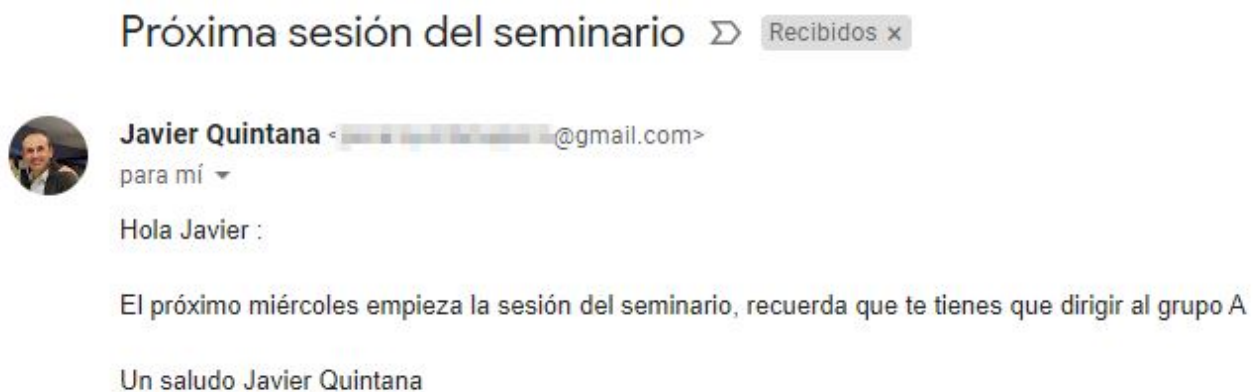 Próxima sesión del seminario Recibidos x
Javier Quintana < @gmail.com>
para mí
Hola Javier :
El próximo miércoles empieza la sesión del seminario, recuerda que te tienes que dirigir al grupo A
Un saludo Javier Quintana